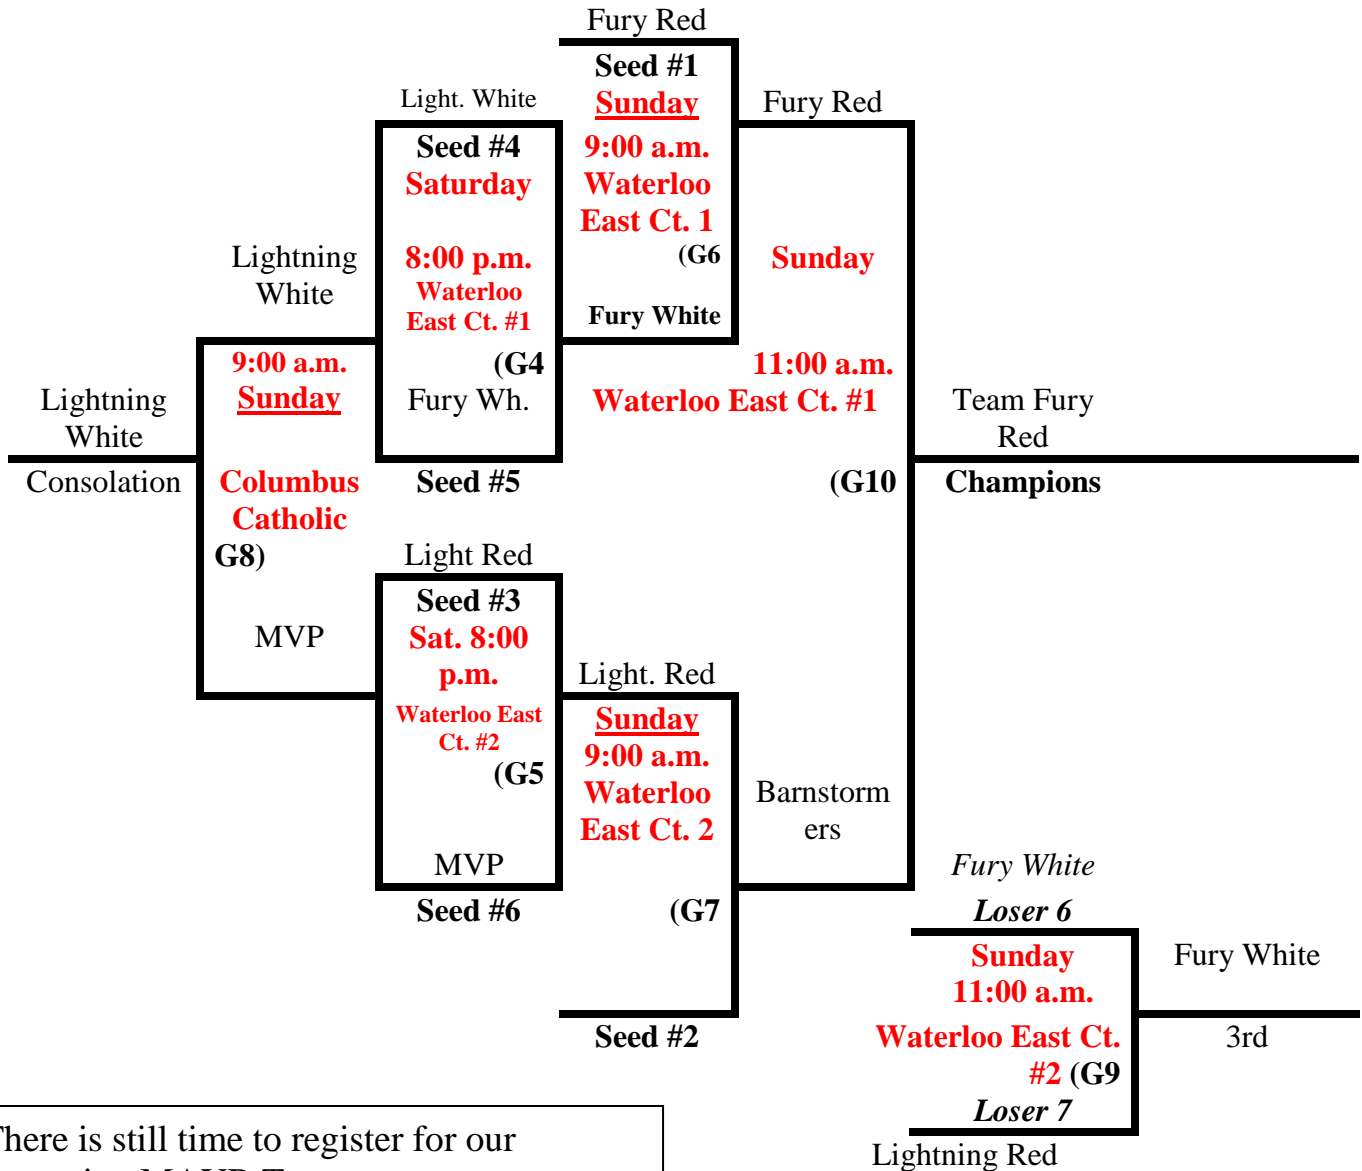 Fury Red
Seed #1
Light. White
Sunday
Fury Red
Seed #4
9:00 a.m.
Saturday
Waterloo
East Ct. 1
Lightning
White
8:00 p.m.
(G6
Sunday
Waterloo
East Ct. #1
Fury White
9:00 a.m.
(G4
11:00 a.m.
Lightning
White
Sunday
Fury Wh.
Waterloo East Ct. #1
Team Fury
Red
Consolation
Columbus
Catholic
Seed #5
(G10
Champions
G8)
Light Red
Seed #3
MVP
Sat. 8:00
p.m.
Light. Red
Waterloo East
Ct. #2
Sunday
(G5
9:00 a.m.
Waterloo
East Ct. 2
Barnstorm
ers
MVP
Fury White
Seed #6
(G7
Loser 6
Sunday
11:00 a.m.
Fury White
Seed #2
Waterloo East Ct.
#2 (G9
3rd
Loser 7
Lightning Red
There is still time to register for our